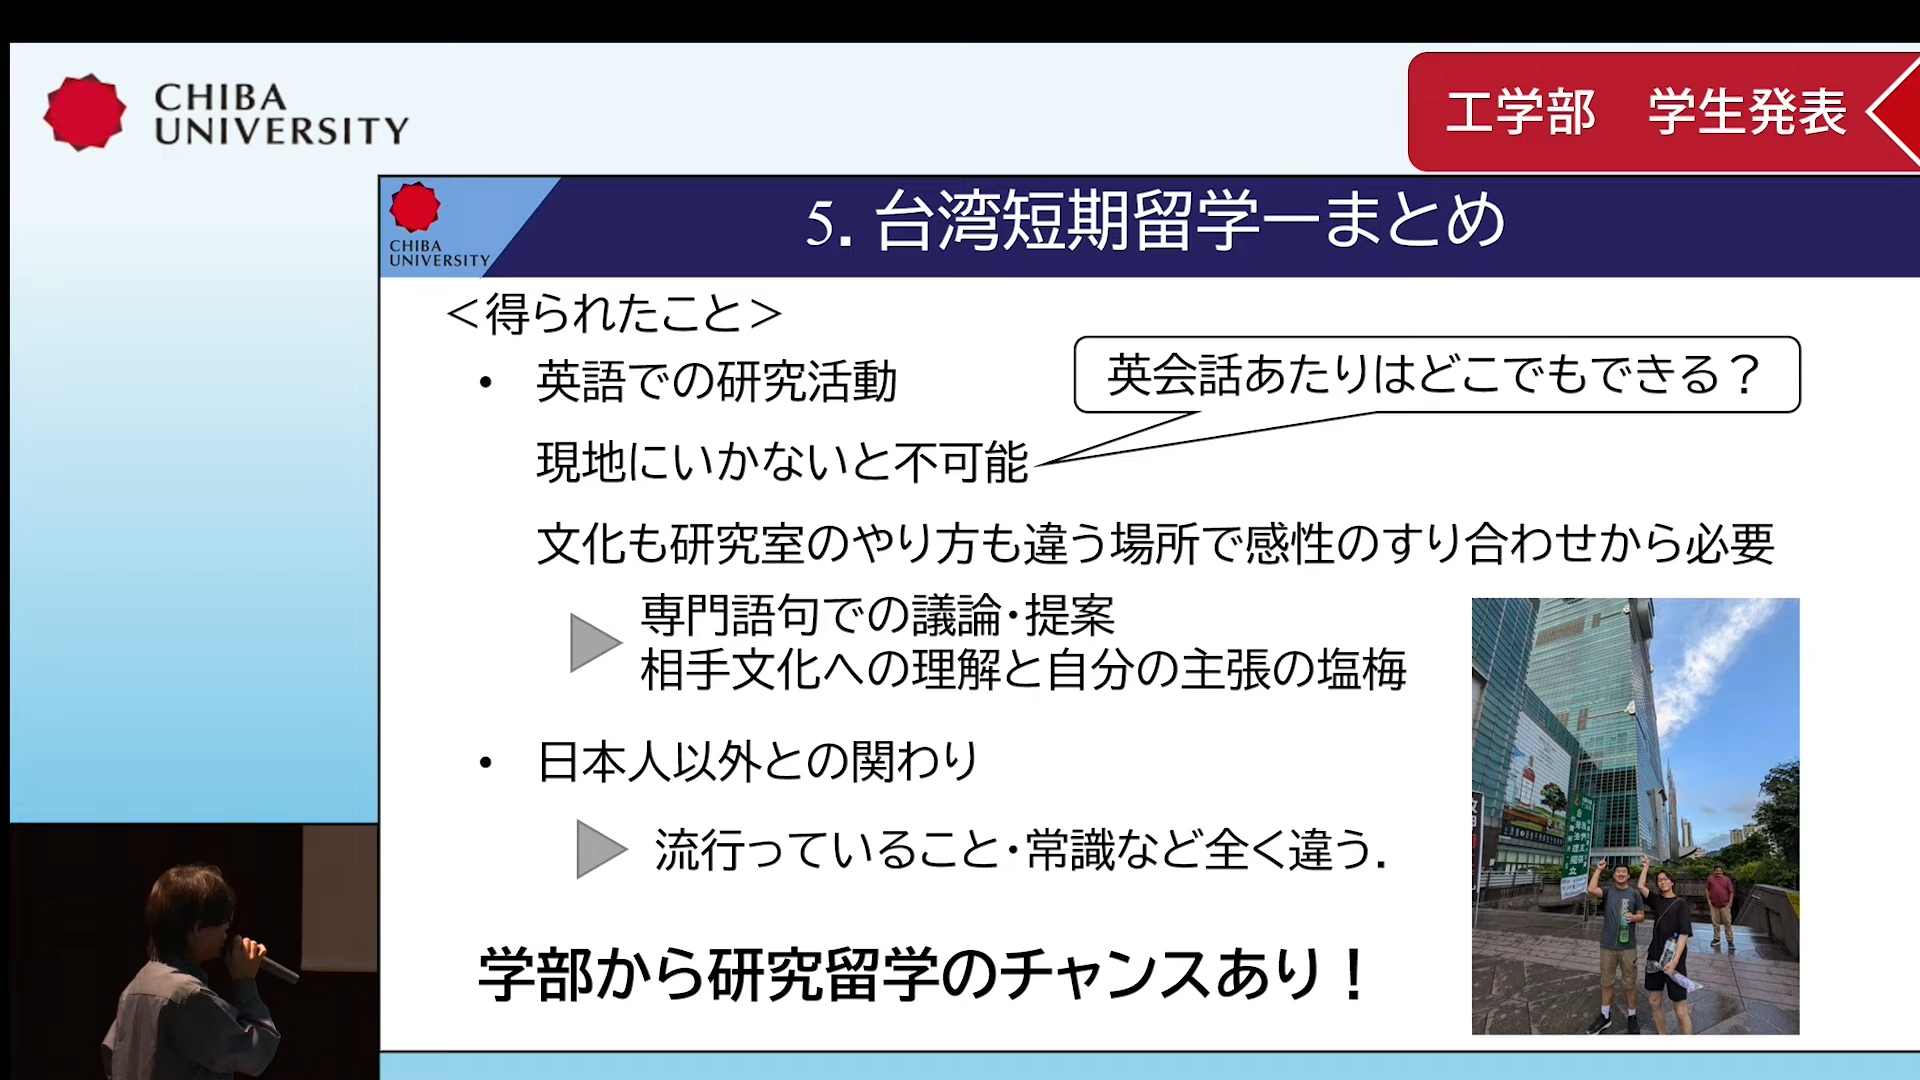 CHIBA
UNIVERSITY
工学部　学生発表
CHIBA
UNIVERSITY
5. 台湾短期留学ーまとめ
＜得られたこと＞
• 英語での研究活動
英会話あたりはどこでもできる？
現地にいかないと不可能
文化も研究室のやり方も違う場所で感性のすり合わせから必要
専門語句での議論・提案
相手文化への理解と自分の主張の塩梅
• 日本人以外との関わり
流行っていること・常識など全く違う．
学部から研究留学のチャンスあり！